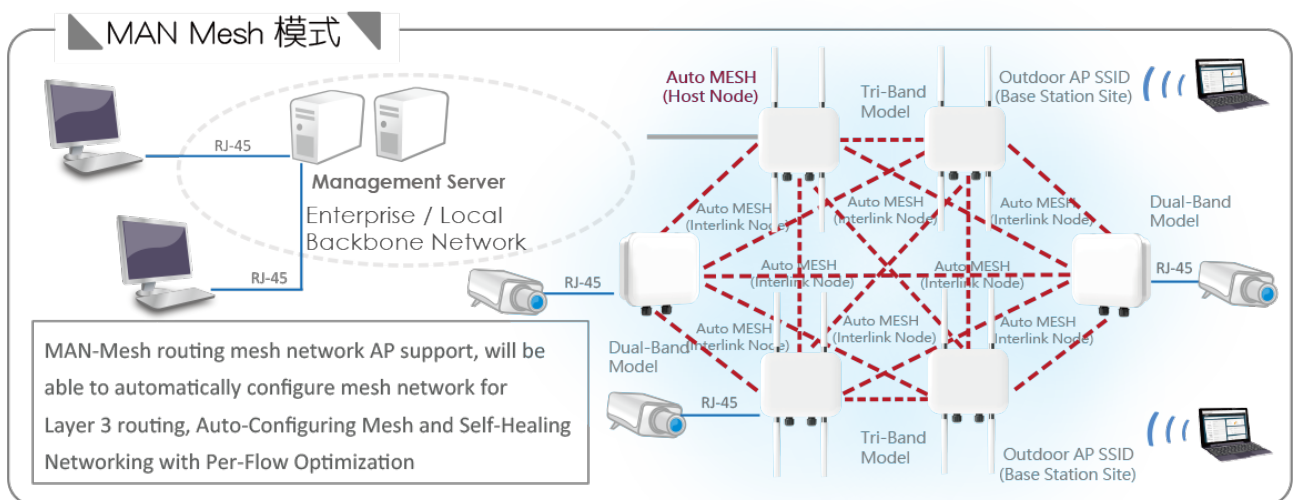 MAN Mesh 模式
Auto MESH
(Host Node)
Tri-Band
Model
Outdoor AP SSID
(Base Station Site)
RJ-45
Management Server
Enterprise / Local
Backbone Network
RJ-45
RJ-45
Auto MESH
(Interlink Node)
Auto MESH
(Interlink Node)
Auto MESH
(Interlink Node)
Dual-Band
Model
Auto MESH
(Interlink Node)
Auto MESH
(Interlink Node)
RJ-45
Auto MESH
(Interlink Node)
Auto MESH
(Interlink Node)
Auto MESH
(Interlink Node)
Dual-Band
Model
RJ-45
Tri-Band
Model
Outdoor AP SSID
(Base Station Site)
MAN-Mesh routing mesh network AP support, will be
able to automatically configure mesh network for
Layer 3 routing, Auto-Configuring Mesh and Self-Healing
Networking with Per-Flow Optimization